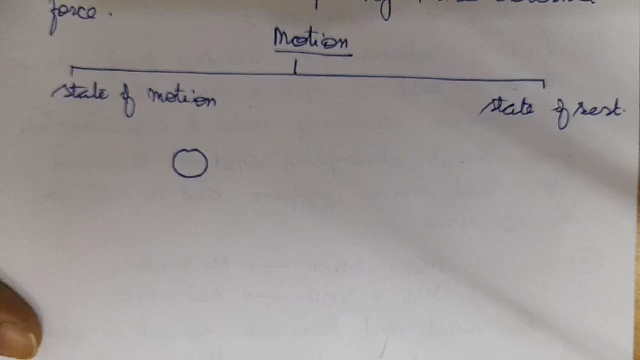 force.
Motion
state of motion
state of rest.